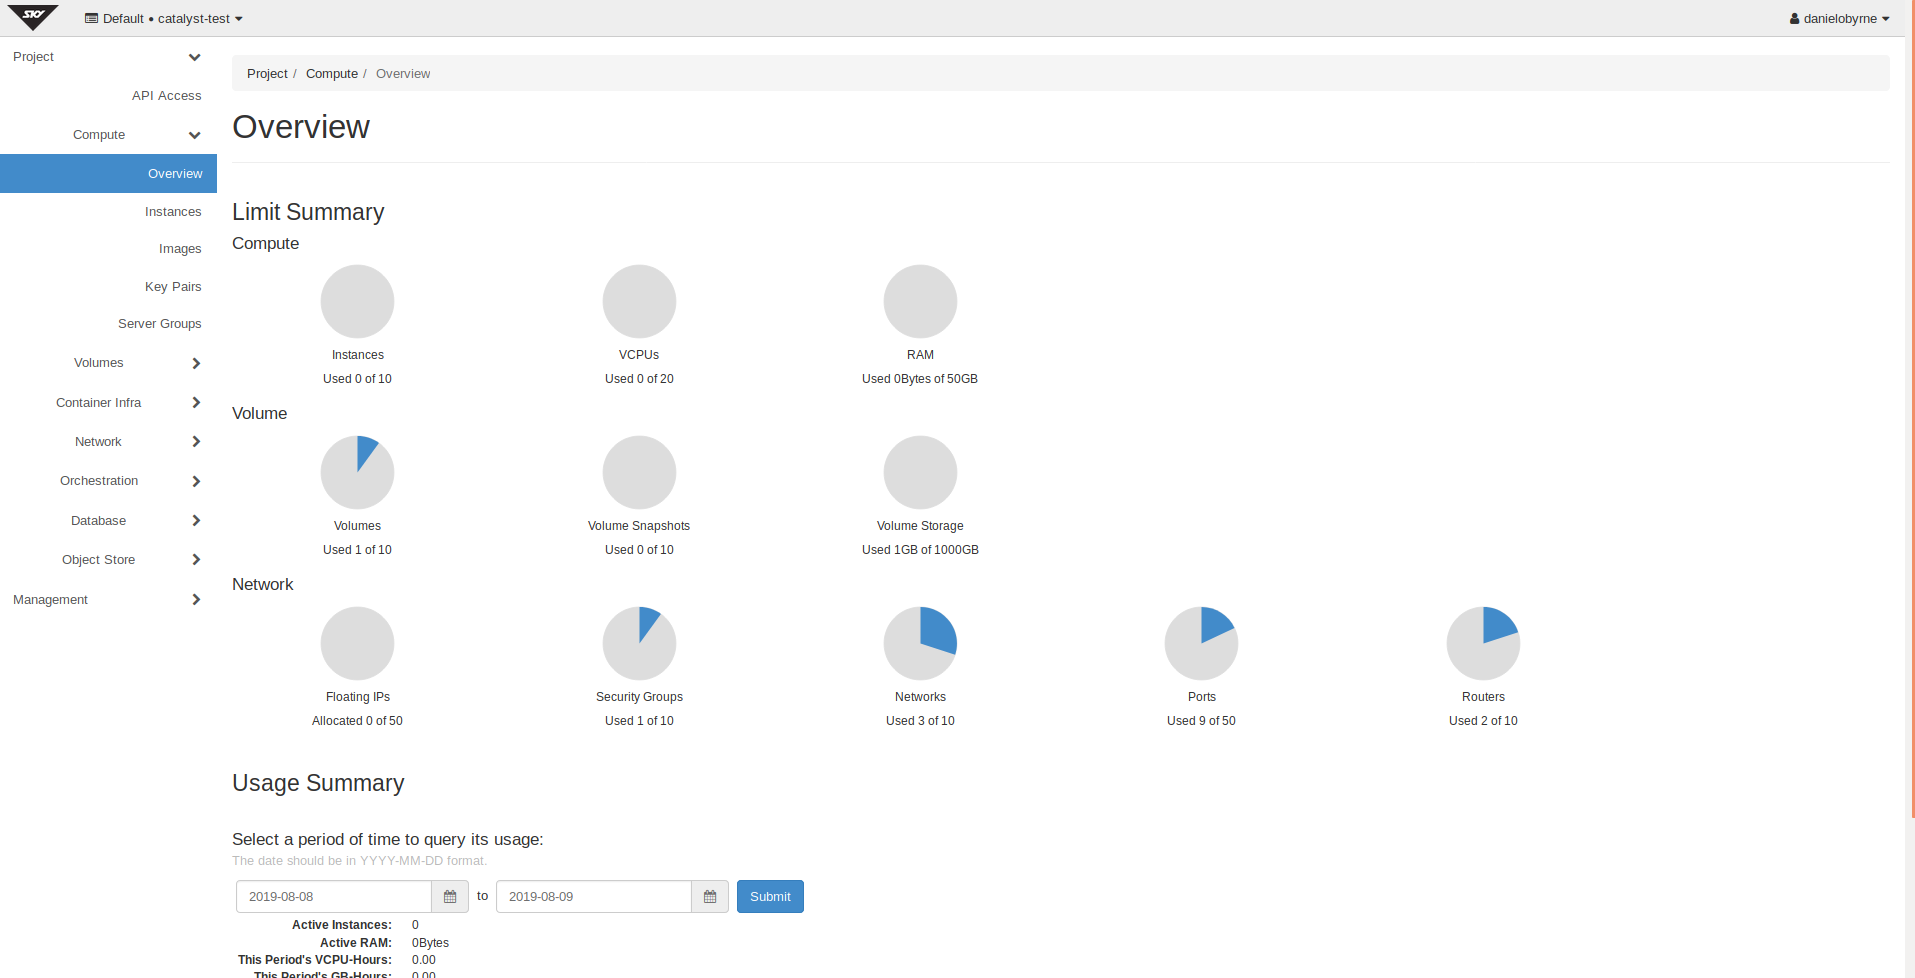 SKY
Default • catalyst-test
danielobyrne
Project
API Access
Compute
Overview
Instances
Images
Key Pairs
Server Groups
Volumes
Container Infra
Network
Orchestration
Database
Object Store
Management
Project / Compute / Overview
Overview
Limit Summary
Compute
Instances
Used 0 of 10
VCPUs
Used 0 of 20
RAM
Used 0Bytes of 50GB
Volume
Volumes
Used 1 of 10
Volume Snapshots
Used 0 of 10
Volume Storage
Used 1GB of 1000GB
Network
Floating IPs
Allocated 0 of 50
Security Groups
Used 1 of 10
Networks
Used 3 of 10
Ports
Used 9 of 50
Routers
Used 2 of 10
Usage Summary
Select a period of time to query its usage:
The date should be in YYYY-MM-DD format.
2019-08-08 to 2019-08-09 Submit
Active Instances: 0
Active RAM: 0Bytes
This Period's VCPU-Hours: 0.00
This Period's GB-Hours: 0.00